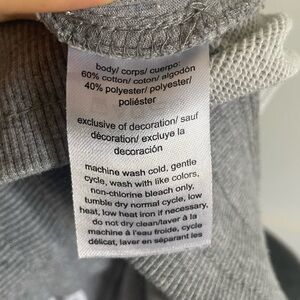 body/ corps/ cuerpo:
60% cotton/ coton/ algodón
40% polyester/ polyester/
poliéster
exclusive of decoration/ sauf
décoration/ excluye la
decoración
machine wash cold, gentle
cycle, wash with like colors,
non-chlorine bleach only,
tumble dry normal cycle, low
heat, low heat iron if necessary,
do not dry clean/laver à la
machine à l'eau froide, cycle
délicat, laver en séparant les